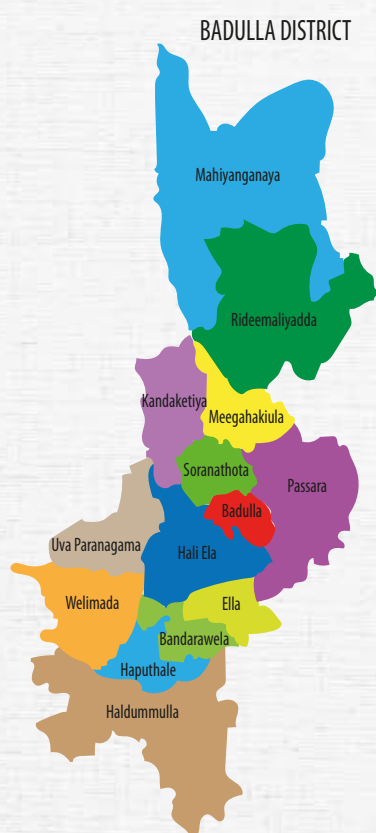 BADULLA DISTRICT
Mahiyanganaya
Rideemaliyadda
Kandaketiya
Meegahakiula
Soranathota
Passara
Badulla
Uva Paranagama
Hali Ela
Welimada
Ella
Bandarawela
Haputhale
Haldummulla